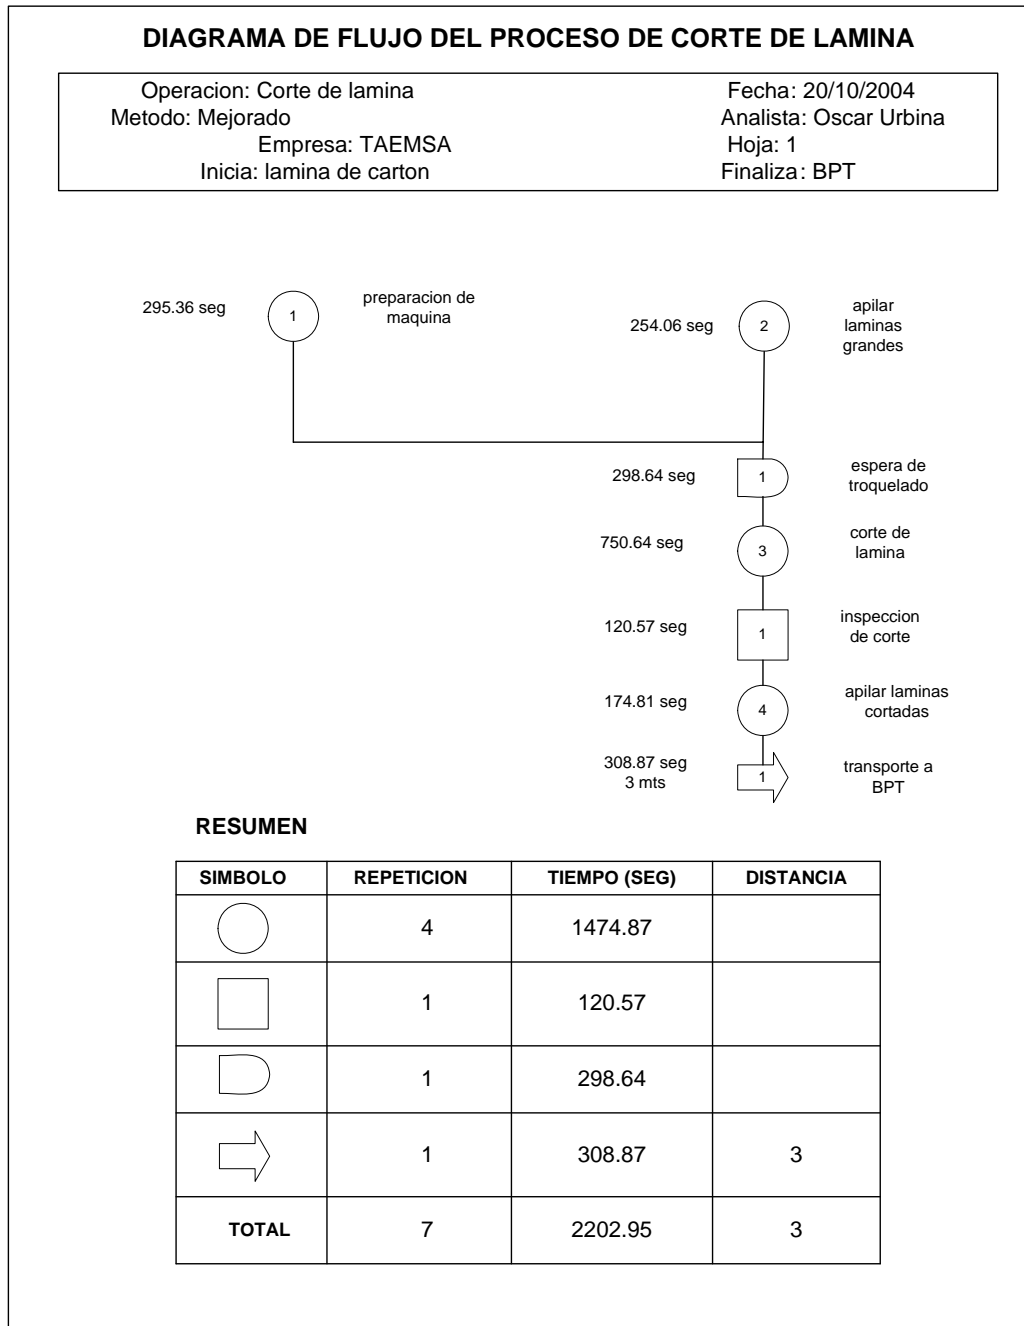 DIAGRAMA DE FLUJO DEL PROCESO DE CORTE DE LAMINA
Operacion: Corte de lamina
Fecha: 20/10/2004
Metodo: Mejorado
Analista: Oscar Urbina
Empresa: TAEMSA
Hoja: 1
Inicia: lamina de carton
Finaliza: BPT
295.36 seg
1
preparacion de
maquina
254.06 seg
2
apilar
laminas
grandes
298.64 seg
1
espera de
troquelado
750.64 seg
3
corte de
lamina
120.57 seg
1
inspeccion
de corte
174.81 seg
4
apilar laminas
cortadas
308.87 seg
3 mts
1
transporte a
BPT
RESUMEN
SIMBOLO REPETICION TIEMPO (SEG) DISTANCIA
4 1474.87
1 120.57
1 298.64
1 308.87 3
TOTAL 7 2202.95 3